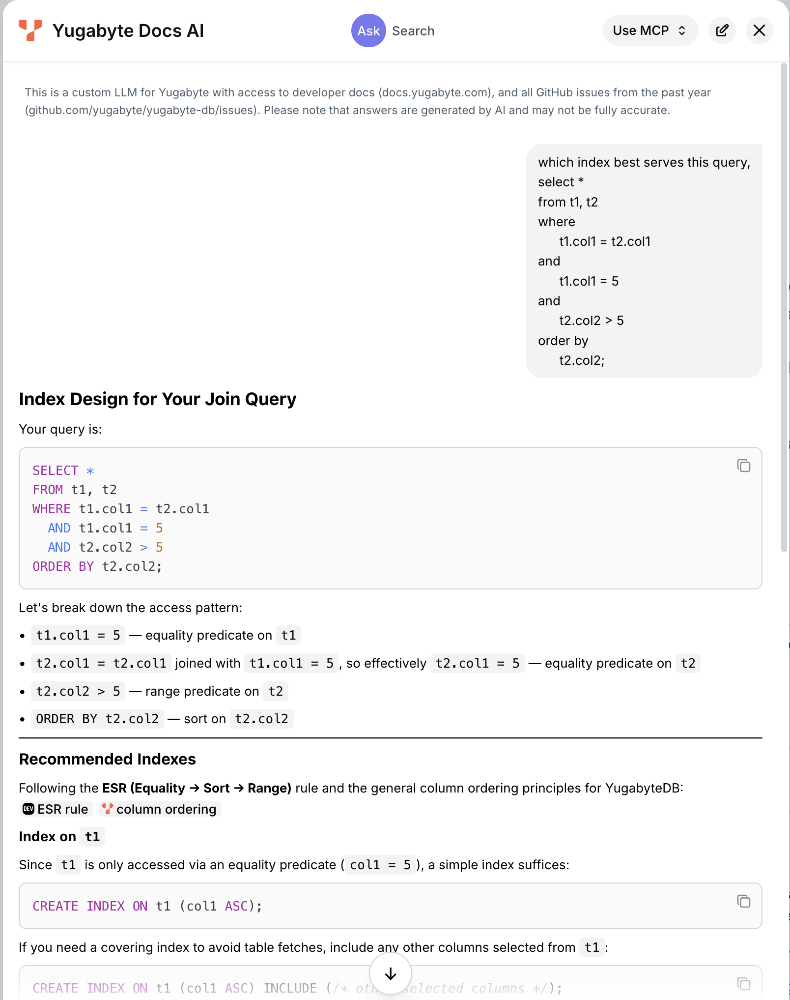 Yugabyte Docs AI
Ask Search
Use MCP
This is a custom LLM for Yugabyte with access to developer docs (docs.yugabyte.com), and all GitHub issues from the past year
(github.com/yugabyte/yugabyte-db/issues). Please note that answers are generated by AI and may not be fully accurate.
which index best serves this query,
select *
from t1, t2
where
t1.col1 = t2.col1
and
t1.col1 = 5
and
t2.col2 > 5
order by
t2.col2;
Index Design for Your Join Query
Your query is:
SELECT *
FROM t1, t2
WHERE t1.col1 = t2.col1
AND t1.col1 = 5
AND t2.col2 > 5
ORDER BY t2.col2;
Let's break down the access pattern:
• t1.col1 = 5 — equality predicate on t1
• t2.col1 = t2.col1 joined with t1.col1 = 5, so effectively t2.col1 = 5 — equality predicate on t2
• t2.col2 > 5 — range predicate on t2
• ORDER BY t2.col2 — sort on t2.col2
Recommended Indexes
Following the ESR (Equality → Sort → Range) rule and the general column ordering principles for YugabyteDB:
DEV ESR rule column ordering
Index on t1
Since t1 is only accessed via an equality predicate (col1 = 5), a simple index suffices:
CREATE INDEX ON t1 (col1 ASC);
If you need a covering index to avoid table fetches, include any other columns selected from t1:
CREATE INDEX ON t1 (col1 ASC) INCLUDE (/* selected columns */);